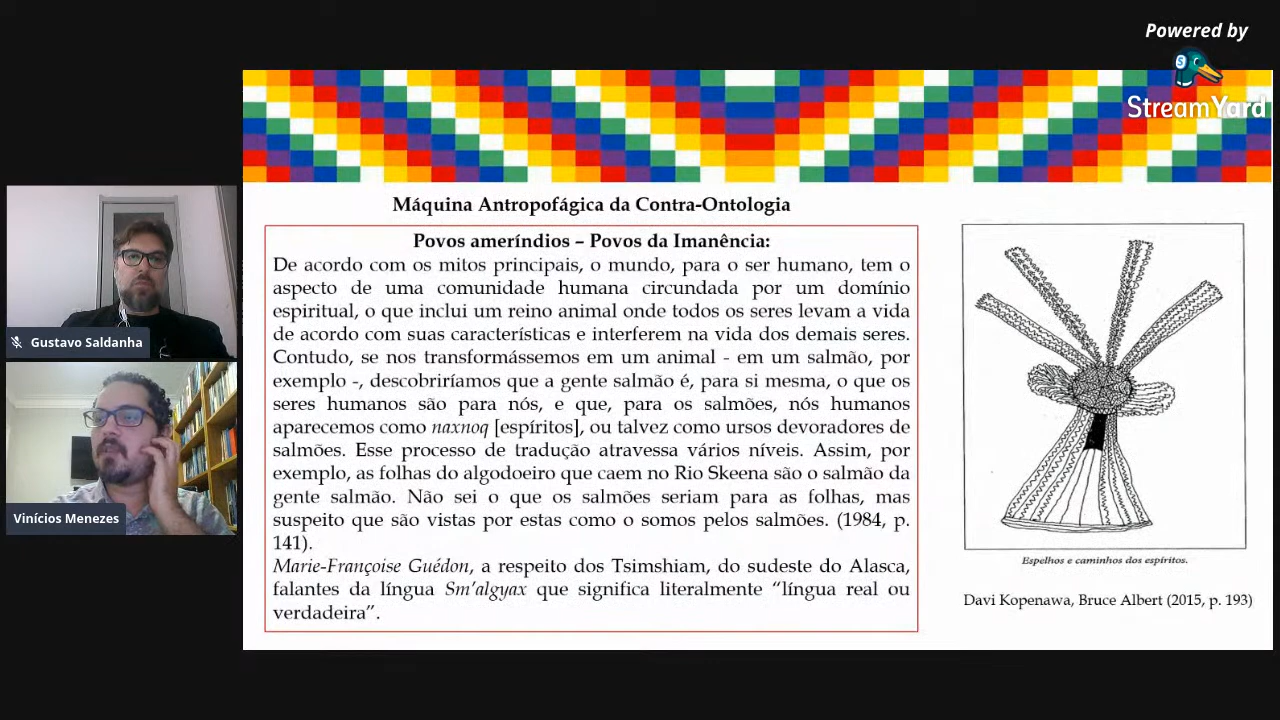 Powered by
StreamYard
Máquina Antropofágica da Contra-Ontologia
Povos ameríndios – Povos da Imanência:
De acordo com os mitos principais, o mundo, para o ser humano, tem o
aspecto de uma comunidade humana circundada por um domínio
espiritual, o que inclui um reino animal onde todos os seres levam a vida
de acordo com suas características e interferem na vida dos demais seres.
Contudo, se nos transformássemos em um animal - em um salmão, por
exemplo -, descobriríamos que a gente salmão é, para si mesma, o que os
seres humanos são para nós, e que, para os salmões, nós humanos
aparecemos como naxnoq [espíritos], ou talvez como ursos devoradores de
salmões. Esse processo de tradução atravessa vários níveis. Assim, por
exemplo, as folhas do algodoeiro que caem no Rio Skeena são o salmão da
gente salmão. Não sei o que os salmões seriam para as folhas, mas
suspeito que são vistas por estas como o somos pelos salmões. (1984, p.
141).
Marie-Françoise Guédon, a respeito dos Tsimshiam, do sudeste do Alasca,
falantes da língua Sm'algyax que significa literalmente “língua real ou
verdadeira”.
Espelhos e caminhos dos espíritos.
Davi Kopenawa, Bruce Albert (2015, p. 193)
Gustavo Saldanha
Vinícios Menezes